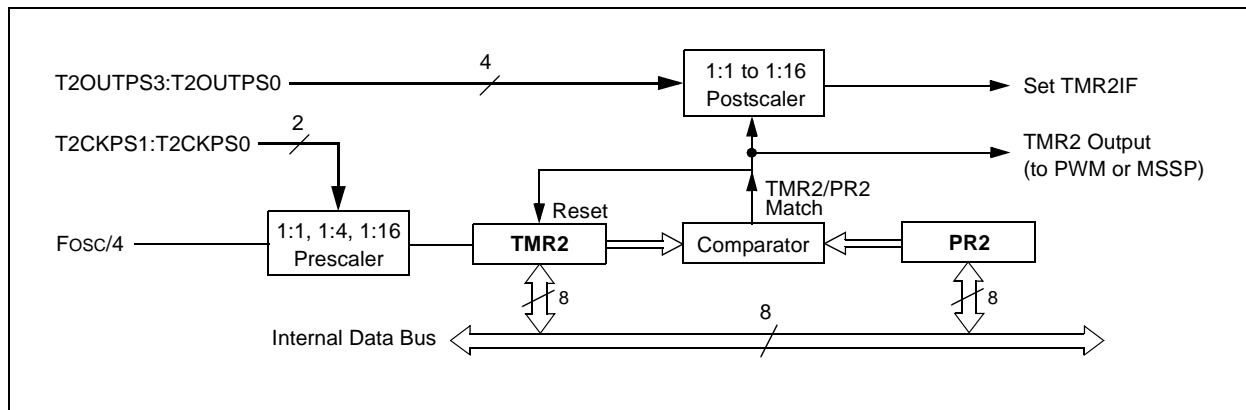 T2OUTPS3:T2OUTPS0
4
1:1 to 1:16
Postscaler
Set TMR2IF
T2CKPS1:T2CKPS0
2
TMR2 Output
(to PWM or MSSP)
TMR2/PR2
Match
Reset
FOSC/4
1:1, 1:4, 1:16
Prescaler
TMR2
Comparator
PR2
8
8
8
Internal Data Bus